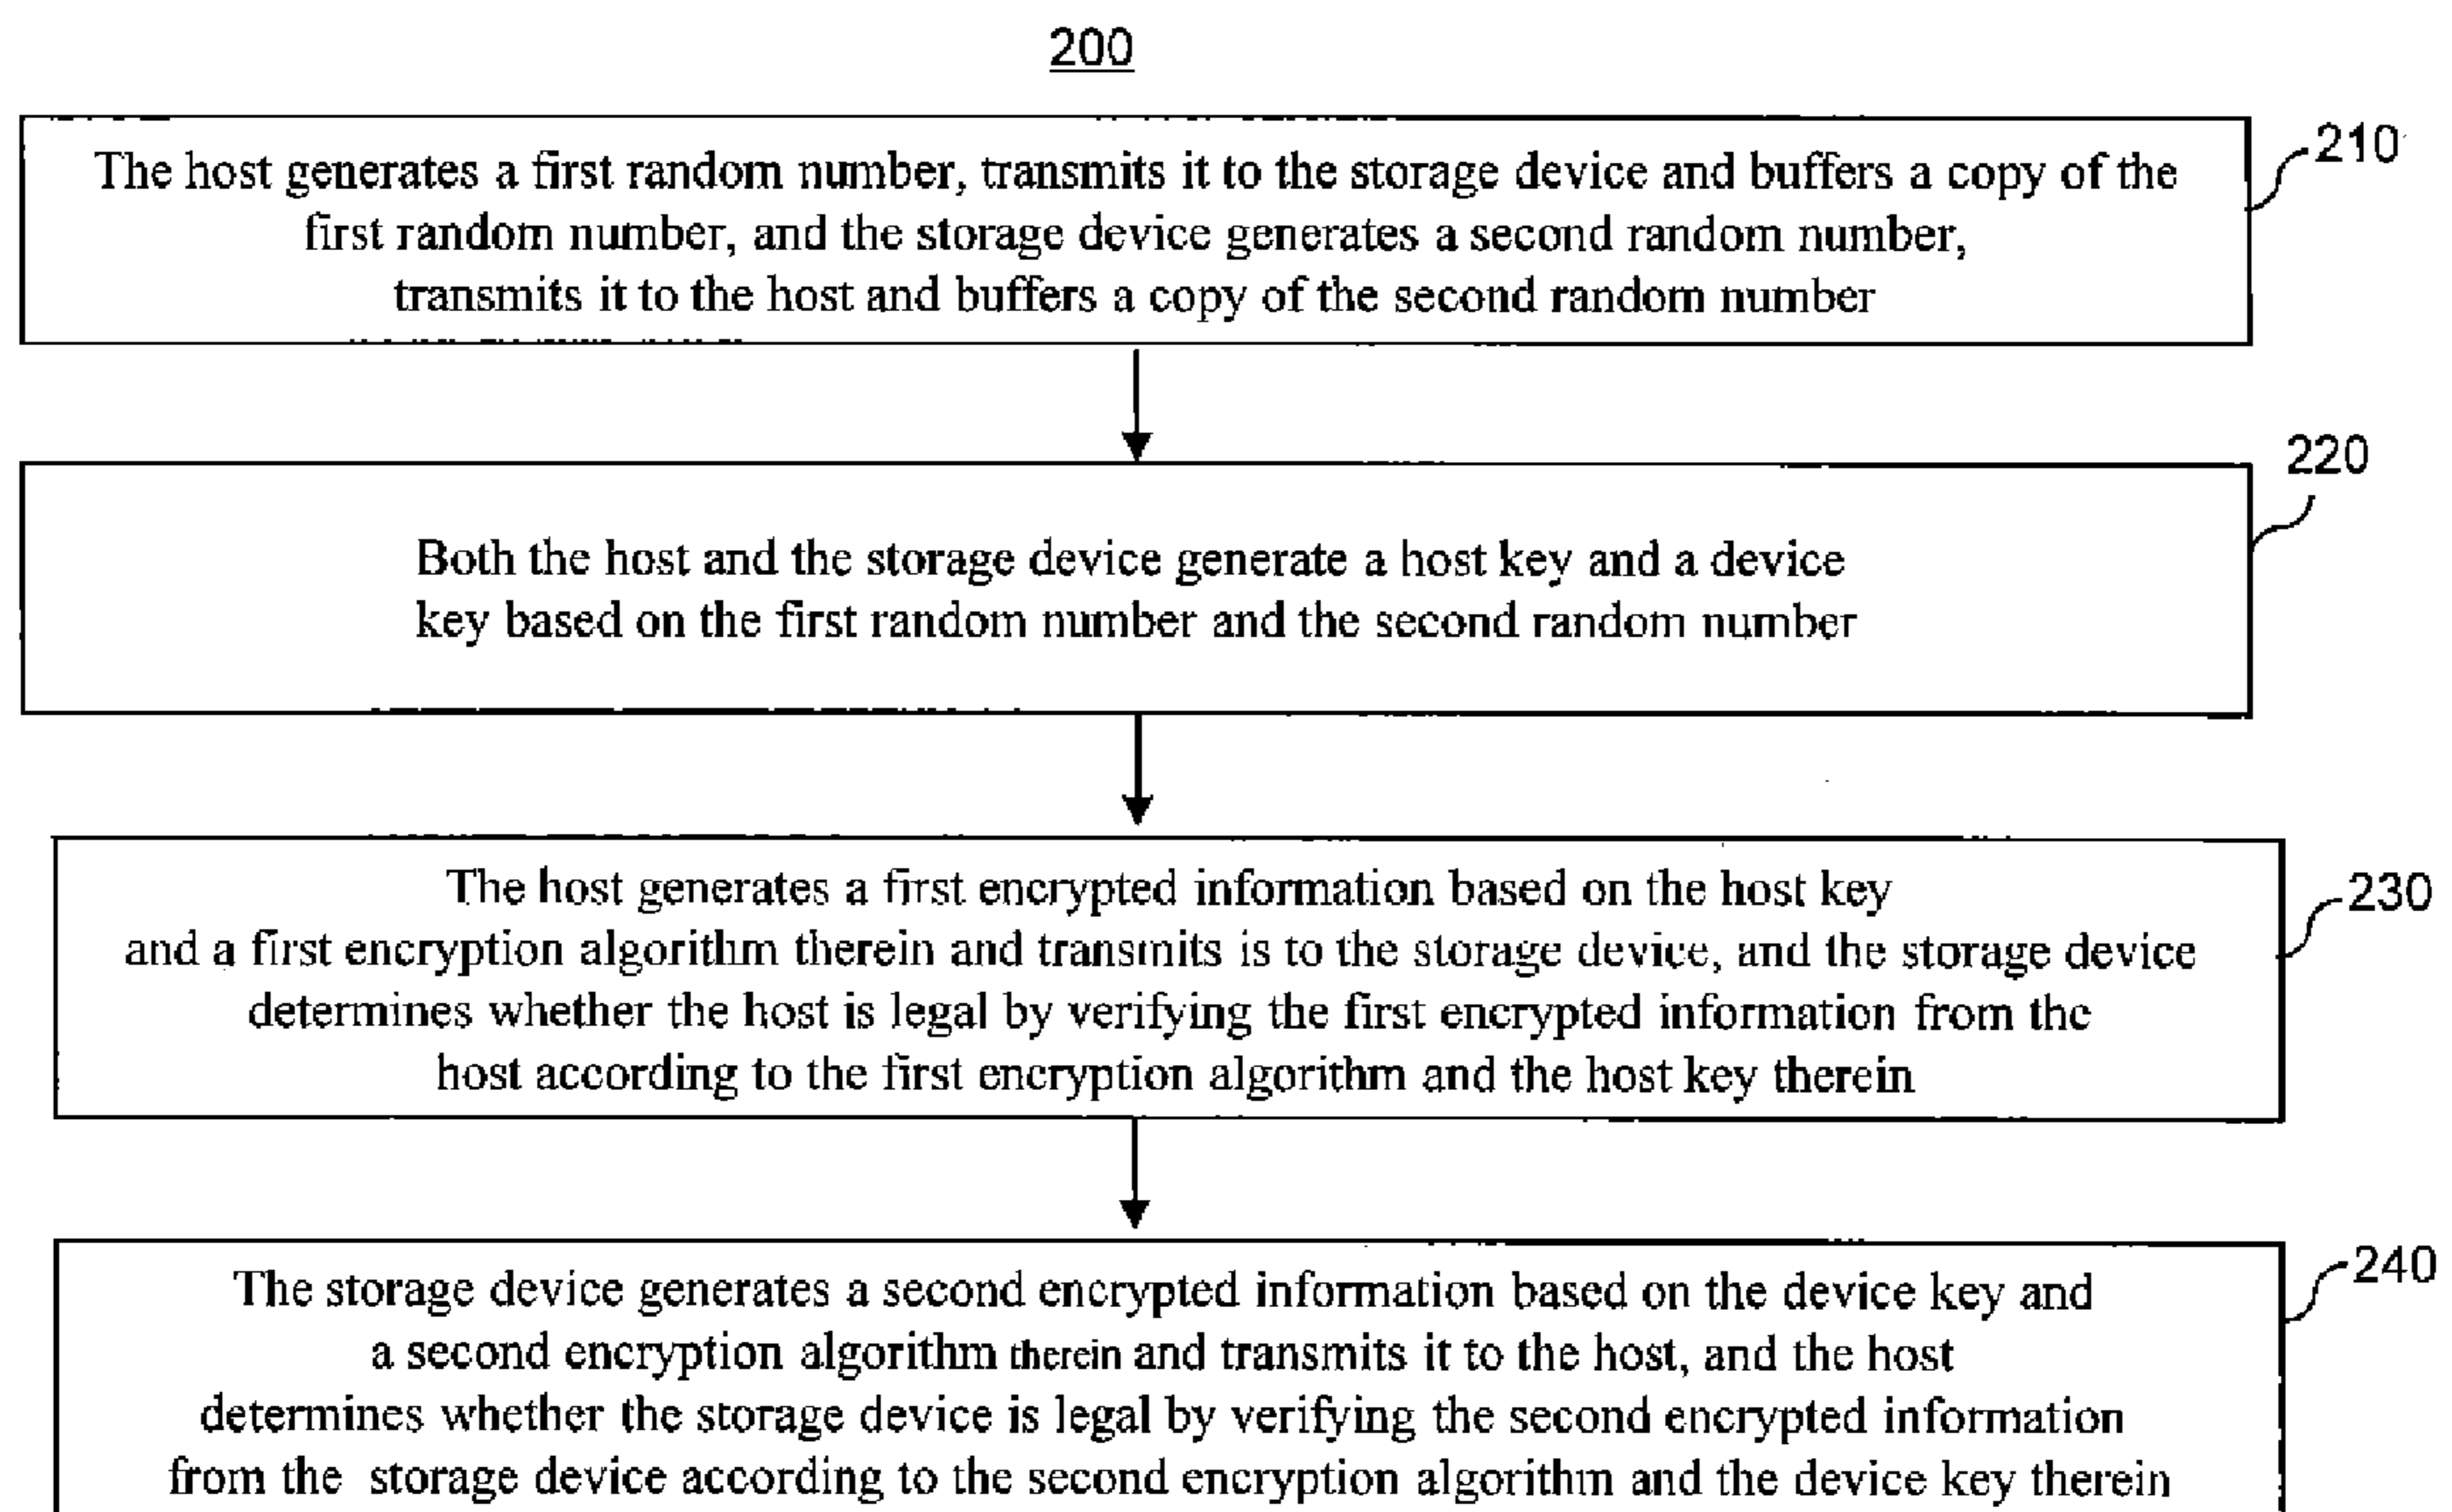 200
210
The host generates a first random number, transmits it to the storage device and buffers a copy of the
first random number, and the storage device generates a second random number,
transmits it to the host and buffers a copy of the second random number
220
Both the host and the storage device generate a host key and a device
key based on the first random number and the second random number
230
The host generates a first encrypted information based on the host key
and a first encryption algorithm therein and transmits is to the storage device, and the storage device
determines whether the host is legal by verifying the first encrypted information from the
host according to the first encryption algorithm and the host key therein
240
The storage device generates a second encrypted information based on the device key and
a second encryption algorithm therein and transmits it to the host, and the host
determines whether the storage device is legal by verifying the second encrypted information
from the storage device according to the second encryption algorithm and the device key therein